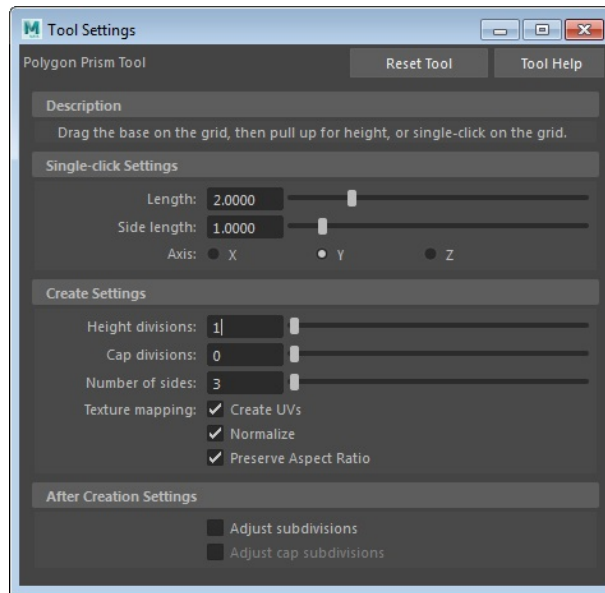 Tool Settings
Polygon Prism Tool Reset Tool Tool Help
Description
Drag the base on the grid, then pull up for height, or single-click on the grid.
Single-click Settings
Length: 2.0000
Side length: 1.0000
Axis: X Y Z
Create Settings
Height divisions: 1
Cap divisions: 0
Number of sides: 3
Texture mapping: Create UVs
Normalize
Preserve Aspect Ratio
After Creation Settings
Adjust subdivisions
Adjust cap subdivisions